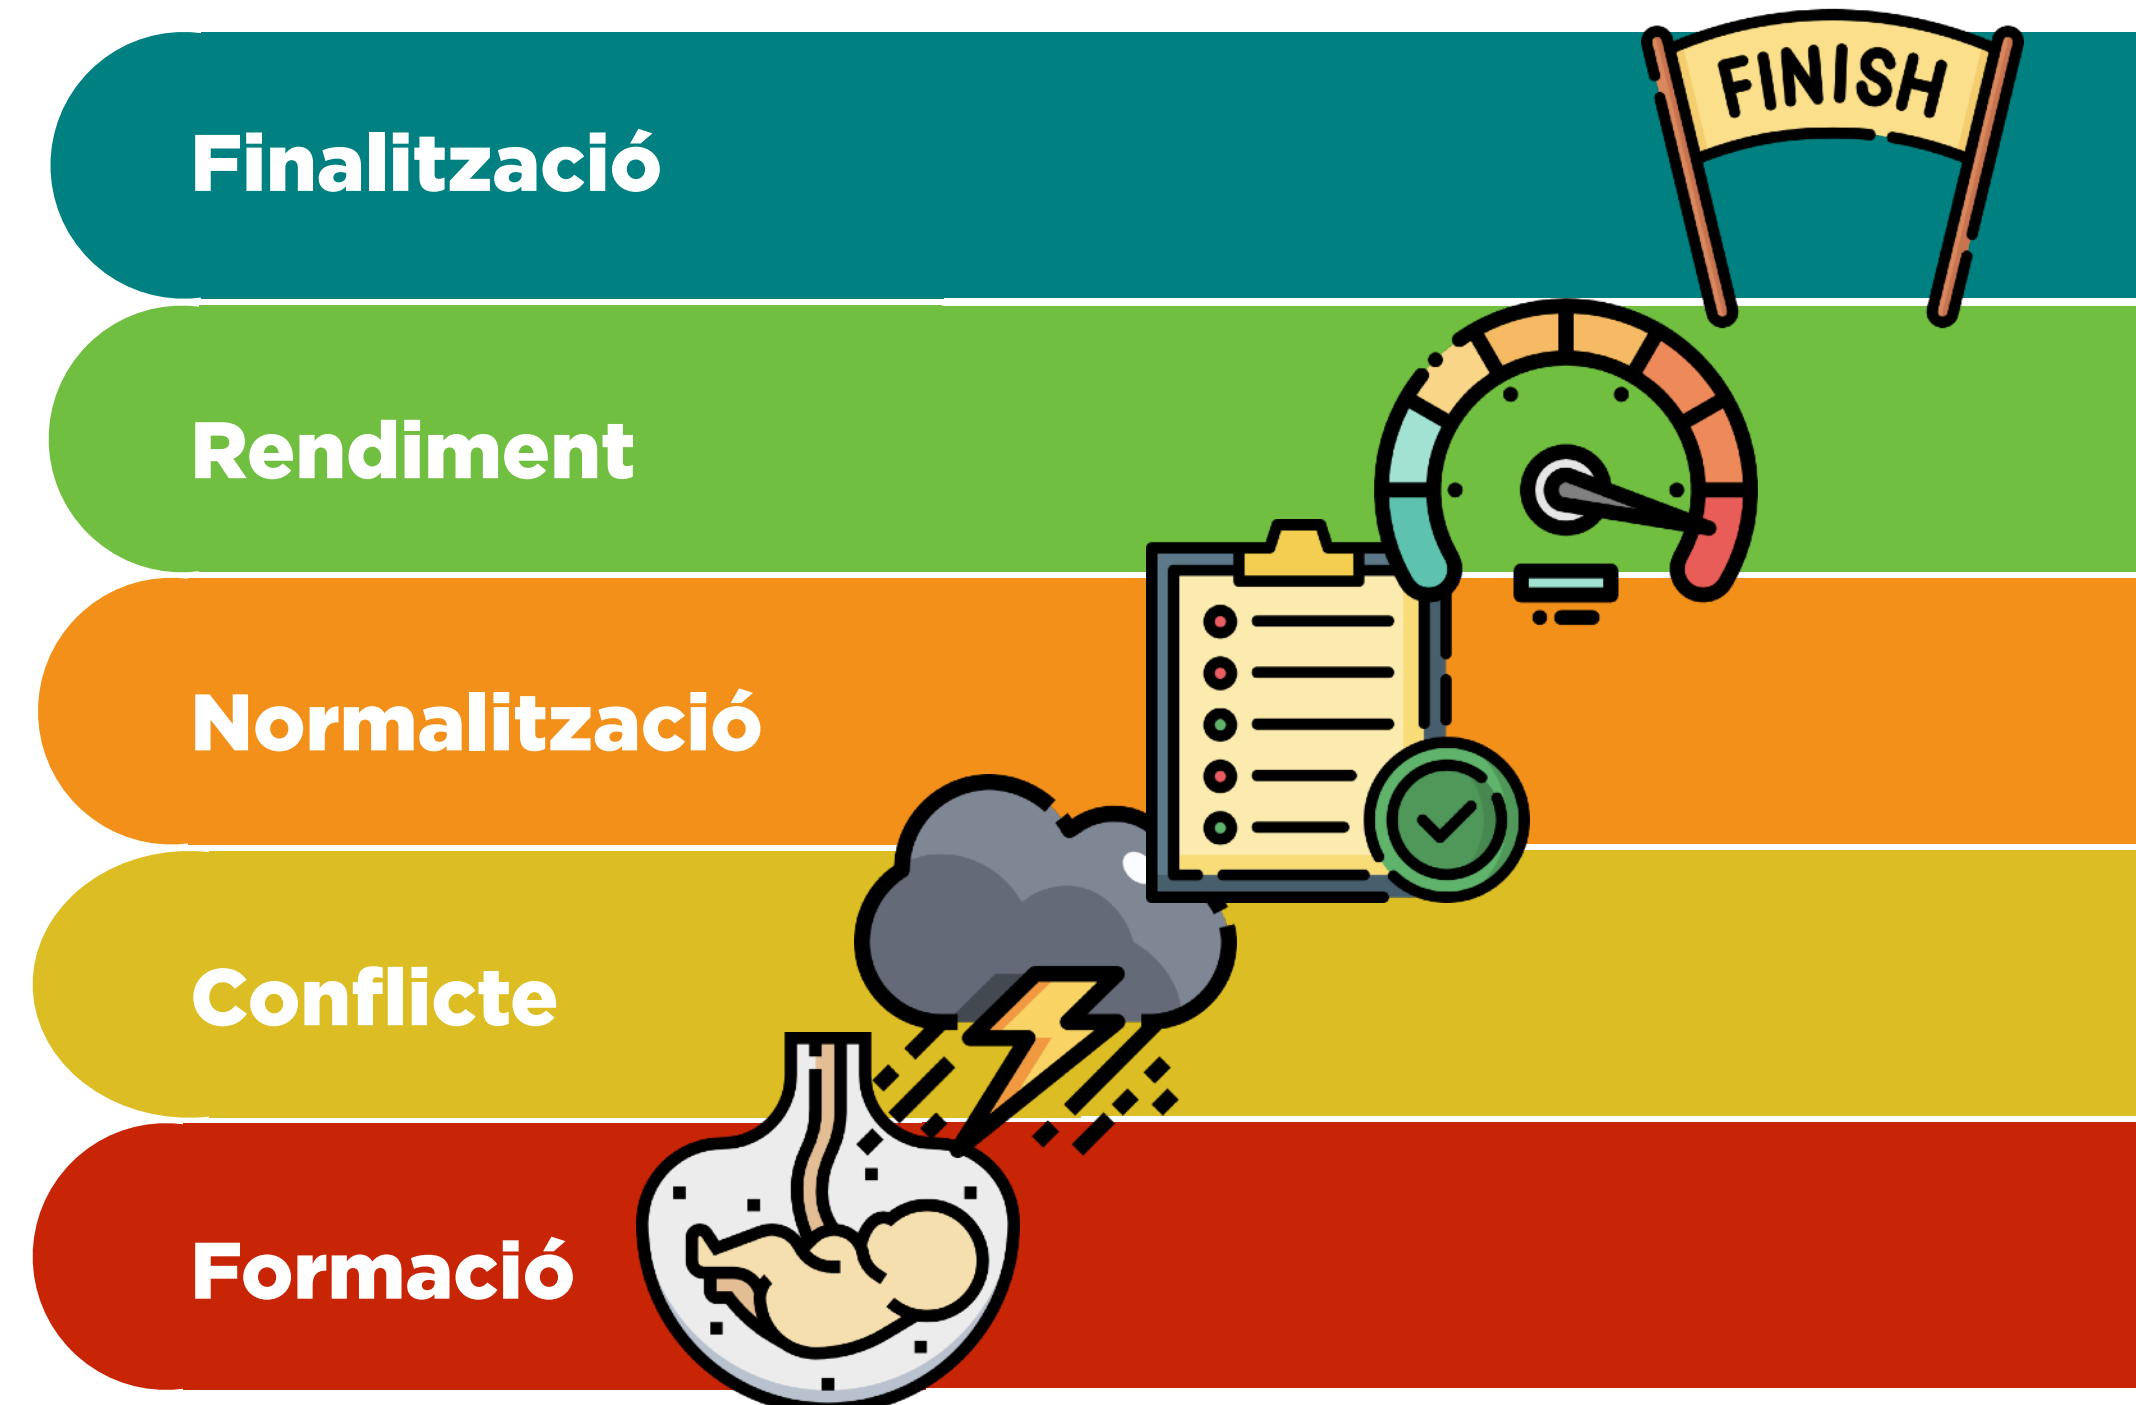 FINISH
Finalització
Rendiment
Normalització
Conflicte
Formació